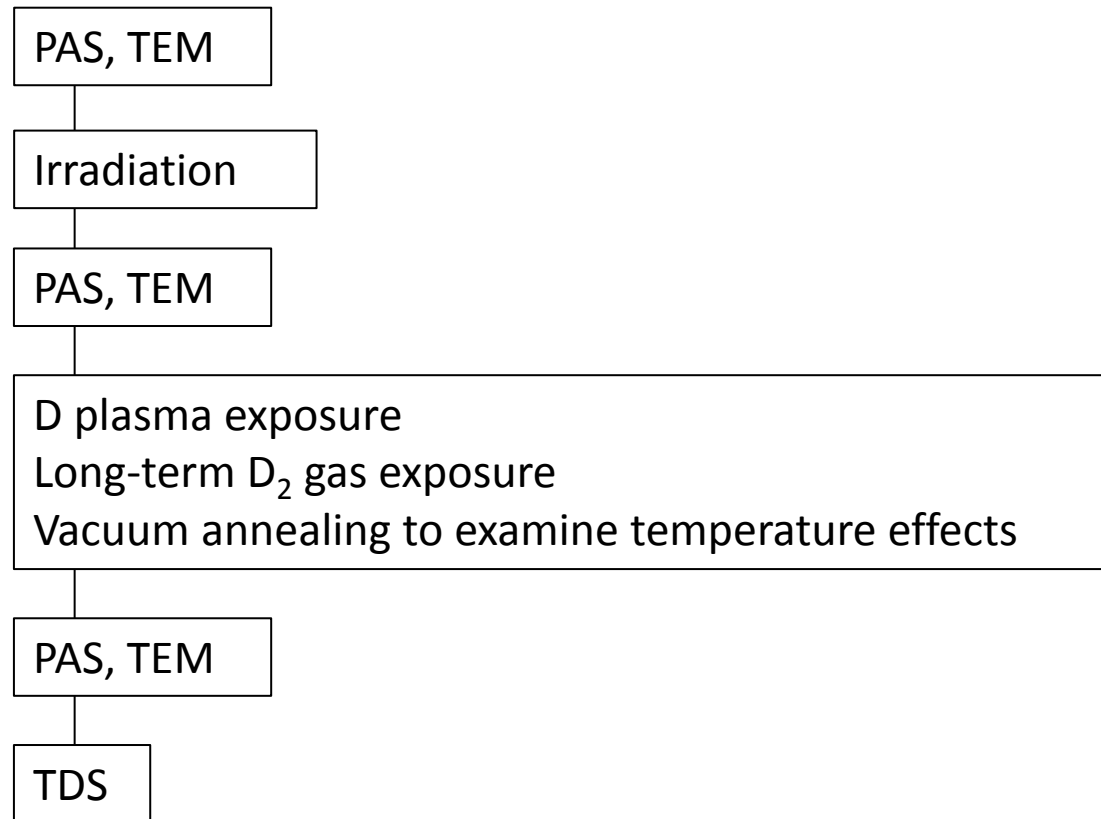 PAS, TEM
Irradiation
PAS, TEM
D plasma exposure
Long-term D₂ gas exposure
Vacuum annealing to examine temperature effects
PAS, TEM
TDS